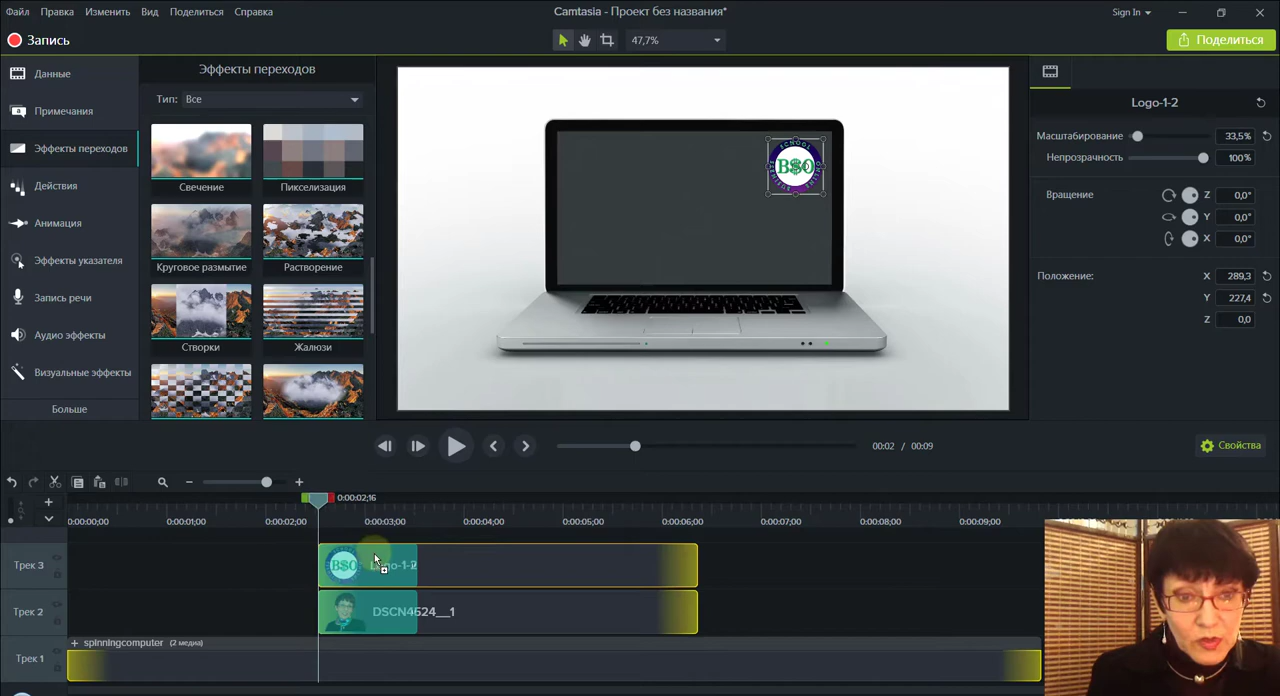 Файл Правка Изменить Вид Поделиться Справка Camtasia - Проект без названия* Sign In
Запись 47,7% Поделиться
Данные
Примечания
Эффекты переходов
Действия
Анимация
Эффекты указателя
Запись речи
Аудио эффекты
Визуальные эффекты
Больше
Эффекты переходов
Тип: Все
Свечение Пикселизация
Круговое размытие Растворение
Створки Жалюзи
SCHOOL
B$O
Logo-1-2
Масштабирование 33,5%
Непрозрачность 100%
Вращение Z 0,0°
Y 0,0°
X 0,0°
Положение: X 289,3
Y 227,4
Z 0,0
00:02 / 00:09 Свойства
0:00:02;16
0:00:00;00 0:00:01;00 0:00:02;00 0:00:03;00 0:00:04;00 0:00:05;00 0:00:06;00 0:00:07;00 0:00:08;00 0:00:09;00
Трек 3 B$O Logo-1-2
Трек 2 DSCN4624__1
+ spinningcomputer (2 медиа)
Трек 1